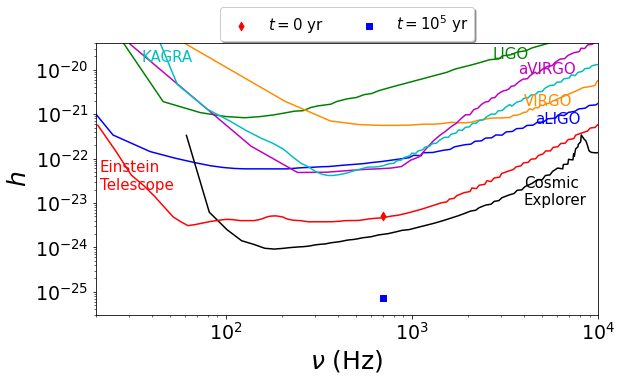 t = 0 yr
t = 10⁵ yr
KAGRA
LIGO
aVIRGO
VIRGO
aLIGO
Einstein
Telescope
Cosmic
Explorer
10⁻²⁰
10⁻²¹
10⁻²²
10⁻²³
10⁻²⁴
10⁻²⁵
h
10²
10³
10⁴
ν (Hz)